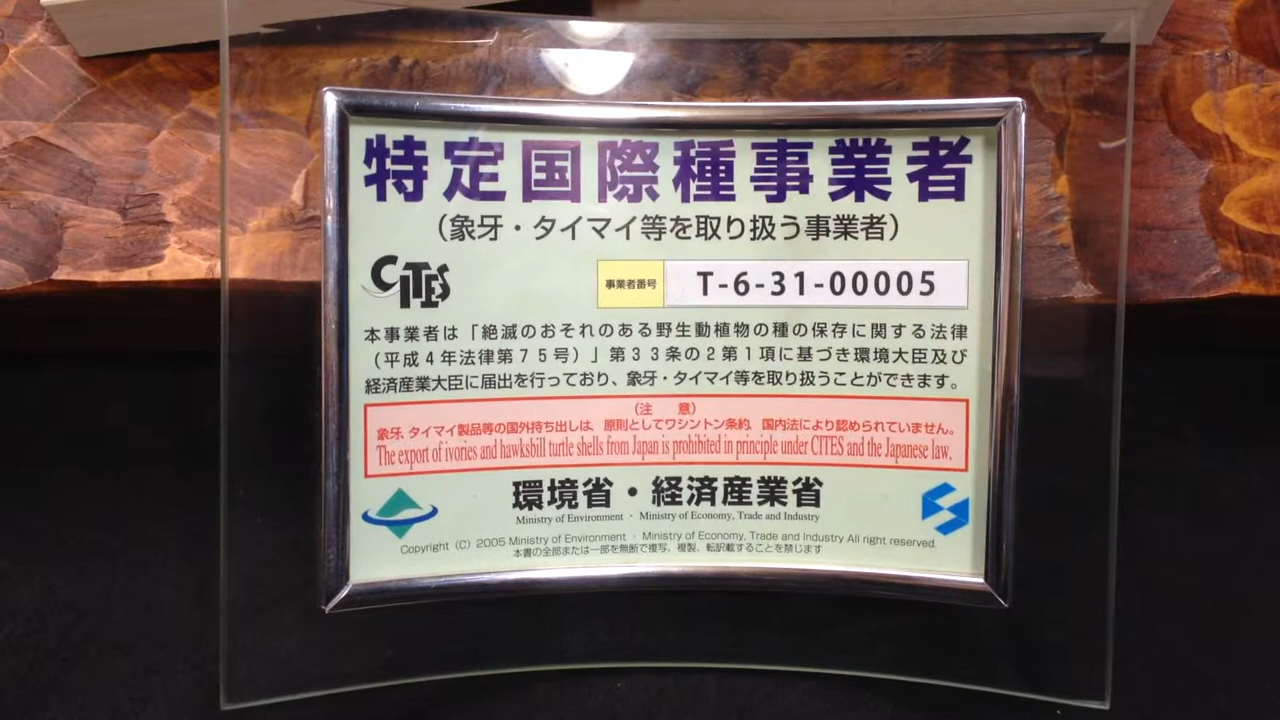 特定国際種事業者
（象牙・タイマイ等を取り扱う事業者）
CITES
事業者番号 T-6-31-00005
本事業者は「絶滅のおそれのある野生動植物の種の保存に関する法律
（平成４年法律第７５号）」第３３条の２第１項に基づき環境大臣及び
経済産業大臣に届出を行っており、象牙・タイマイ等を取り扱うことができます。
（注　意）
象牙、タイマイ製品等の国外持ち出しは、原則としてワシントン条約、国内法により認められていません。
The export of ivories and hawksbill turtle shells from Japan is prohibited in principle under CITES and the Japanese law.
環境省・経済産業省
Ministry of Environment ・ Ministry of Economy, Trade and Industry
Copyright (C) 2005 Ministry of Environment ・ Ministry of Economy, Trade and Industry All right reserved.
本書の全部または一部を無断で複写、複製、転訳載することを禁じます